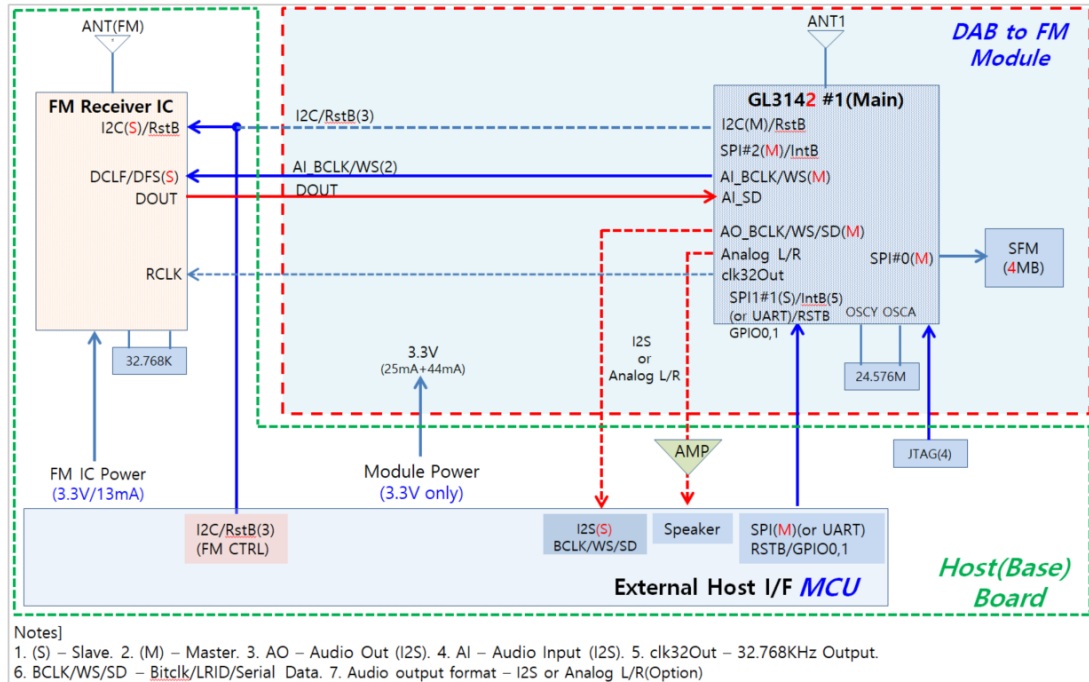 ANT(FM)
ANT1
DAB to FM
Module
FM Receiver IC
I2C(S)/RstB
DCLF/DFS(S)
DOUT
RCLK
32.768K
I2C/RstB(3)
AI_BCLK/WS(2)
DOUT
GL3142 #1(Main)
I2C(M)/RstB
SPI#2(M)/IntB
AI_BCLK/WS(M)
AI_SD
AO_BCLK/WS/SD(M)
Analog L/R
clk32Out
SPI#0(M)
SPI1#1(S)/IntB(5)
(or UART)/RSTB
GPIO0,1
OSCY OSCA
SFM
(4MB)
24.576M
3.3V
(25mA+44mA)
I2S
or
Analog L/R
AMP
JTAG(4)
FM IC Power
(3.3V/13mA)
Module Power
(3.3V only)
I2C/RstB(3)
(FM CTRL)
I2S(S)
BCLK/WS/SD
Speaker
SPI(M)(or UART)
RSTB/GPIO0,1
External Host I/F MCU
Host(Base)
Board
Notes]
1. (S) – Slave. 2. (M) – Master. 3. AO – Audio Out (I2S). 4. AI – Audio Input (I2S). 5. clk32Out – 32.768KHz Output.
6. BCLK/WS/SD – Bitclk/LRID/Serial Data. 7. Audio output format – I2S or Analog L/R(Option)